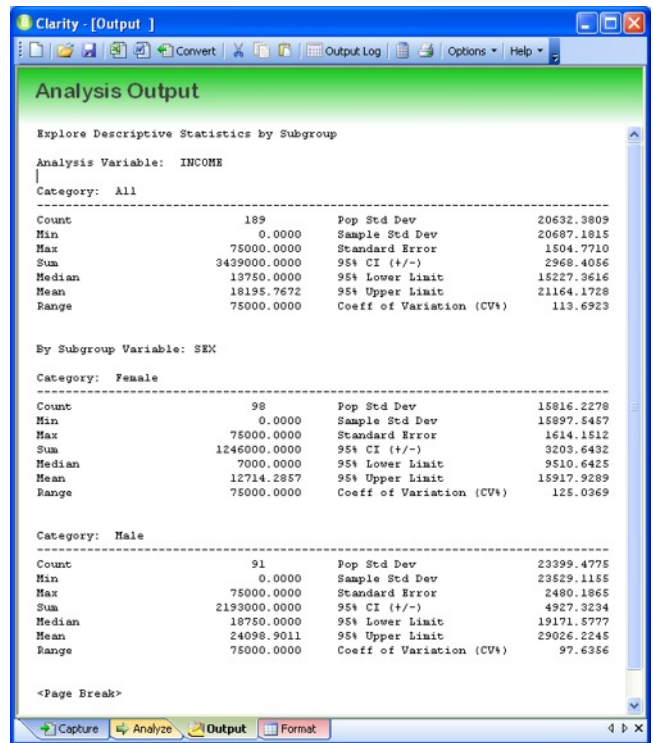 Clarity - [Output ]
Convert Output Log Options Help
Analysis Output
Explore Descriptive Statistics by Subgroup
Analysis Variable: INCOME
Category: All
Count 189 Pop Std Dev 20632.3809
Min 0.0000 Sample Std Dev 20687.1815
Max 75000.0000 Standard Error 1504.7710
Sum 3439000.0000 95% CI (+/-) 2968.4056
Median 13750.0000 95% Lower Limit 15227.3616
Mean 18195.7672 95% Upper Limit 21164.1728
Range 75000.0000 Coeff of Variation (CV%) 113.6923
By Subgroup Variable: SEX
Category: Female
Count 98 Pop Std Dev 15816.2278
Min 0.0000 Sample Std Dev 15897.5457
Max 75000.0000 Standard Error 1614.1512
Sum 1246000.0000 95% CI (+/-) 3203.6432
Median 7000.0000 95% Lower Limit 9510.6425
Mean 12714.2857 95% Upper Limit 15917.9289
Range 75000.0000 Coeff of Variation (CV%) 125.0369
Category: Male
Count 91 Pop Std Dev 23399.4775
Min 0.0000 Sample Std Dev 23529.1155
Max 75000.0000 Standard Error 2480.1865
Sum 2193000.0000 95% CI (+/-) 4927.3234
Median 18750.0000 95% Lower Limit 19171.5777
Mean 24098.9011 95% Upper Limit 29026.2245
Range 75000.0000 Coeff of Variation (CV%) 97.6356
<Page Break>
Capture Analyze Output Format